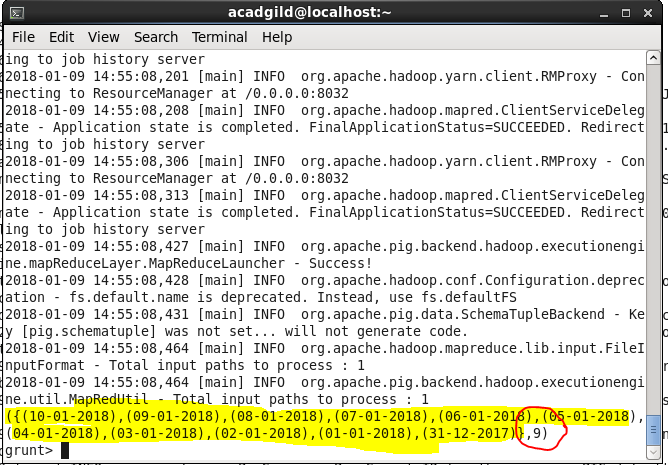 acadgild@localhost:~
File Edit View Search Terminal Help
ing to job history server
2018-01-09 14:55:08,201 [main] INFO  org.apache.hadoop.yarn.client.RMProxy - Con
necting to ResourceManager at /0.0.0.0:8032
2018-01-09 14:55:08,208 [main] INFO  org.apache.hadoop.mapred.ClientServiceDeleg
ate - Application state is completed. FinalApplicationStatus=SUCCEEDED. Redirect
ing to job history server
2018-01-09 14:55:08,306 [main] INFO  org.apache.hadoop.yarn.client.RMProxy - Con
necting to ResourceManager at /0.0.0.0:8032
2018-01-09 14:55:08,313 [main] INFO  org.apache.hadoop.mapred.ClientServiceDeleg
ate - Application state is completed. FinalApplicationStatus=SUCCEEDED. Redirect
ing to job history server
2018-01-09 14:55:08,427 [main] INFO  org.apache.pig.backend.hadoop.executionengi
ne.mapReduceLayer.MapReduceLauncher - Success!
2018-01-09 14:55:08,428 [main] INFO  org.apache.hadoop.conf.Configuration.deprec
ation - fs.default.name is deprecated. Instead, use fs.defaultFS
2018-01-09 14:55:08,431 [main] INFO  org.apache.pig.data.SchemaTupleBackend - Ke
y [pig.schematuple] was not set... will not generate code.
2018-01-09 14:55:08,464 [main] INFO  org.apache.hadoop.mapreduce.lib.input.FileI
nputFormat - Total input paths to process : 1
2018-01-09 14:55:08,464 [main] INFO  org.apache.pig.backend.hadoop.executionengi
ne.util.MapRedUtil - Total input paths to process : 1
({(10-01-2018),(09-01-2018),(08-01-2018),(07-01-2018),(06-01-2018),(05-01-2018),
(04-01-2018),(03-01-2018),(02-01-2018),(01-01-2018),(31-12-2017)},9)
grunt>